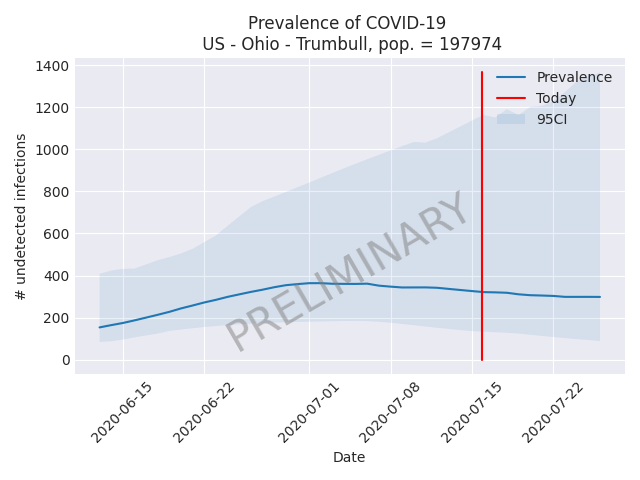 Prevalence of COVID-19
US - Ohio - Trumbull, pop. = 197974
1400
1200
1000
800
600
400
200
0
# undetected infections
Prevalence
Today
95CI
PRELIMINARY
2020-06-15
2020-06-22
2020-07-01
2020-07-08
2020-07-15
2020-07-22
Date